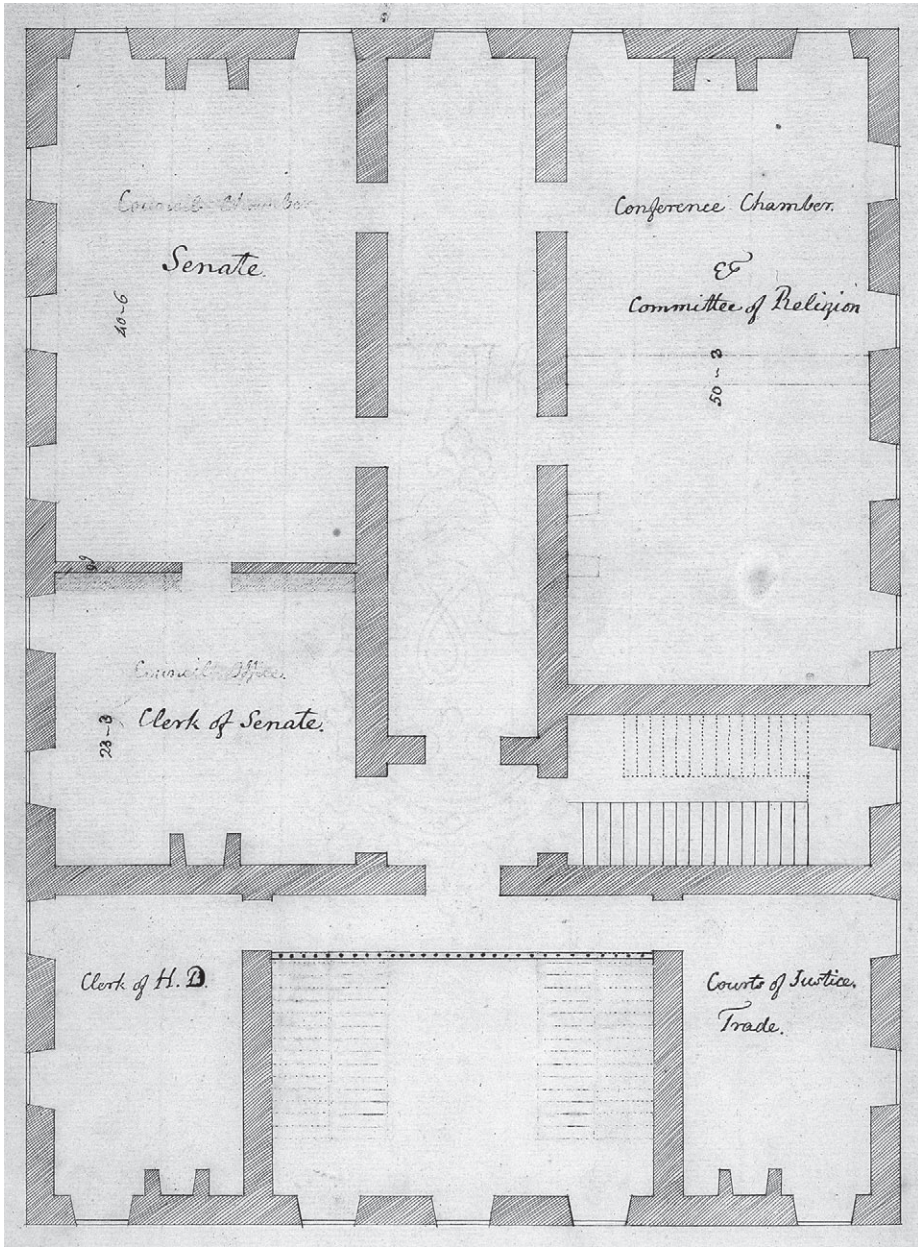 Council Chamber
Senate.
40-6
Conference Chamber.
&
Committee of Religion
50-3
Council Office.
Clerk of Senate.
23-3
Clerk of H. D
Courts of Justice.
Trade.